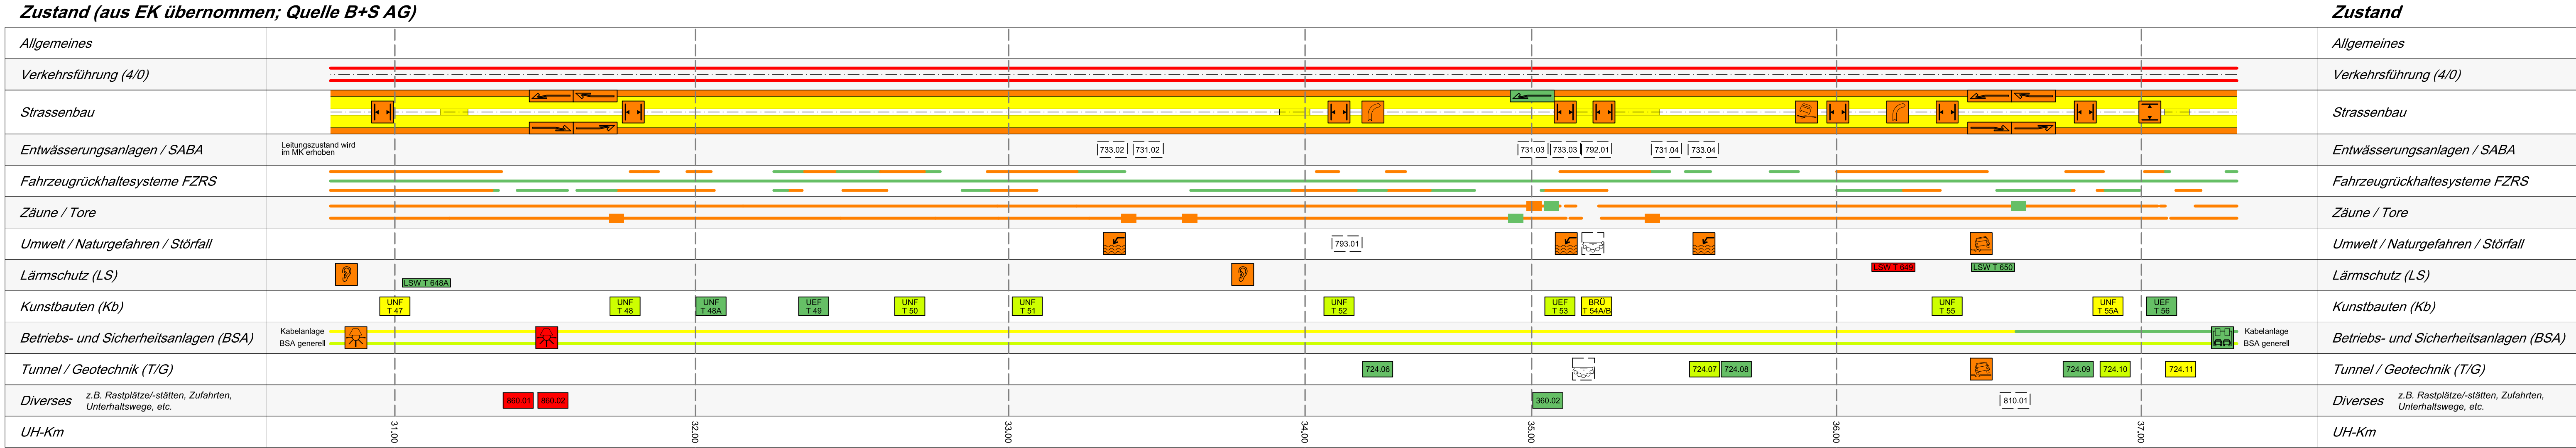 Zustand (aus EK übernommen; Quelle B+S AG)
Zustand
Allgemeines
Allgemeines
Verkehrsführung (4/0)
Verkehrsführung (4/0)
Strassenbau
Strassenbau
Entwässerungsanlagen / SABA
Leitungszustand wird
im MK erhoben
733.02 731.02 731.03 733.03 792.01 731.04 733.04
Entwässerungsanlagen / SABA
Fahrzeugrückhaltesysteme FZRS
Fahrzeugrückhaltesysteme FZRS
Zäune / Tore
Zäune / Tore
Umwelt / Naturgefahren / Störfall
793.01
Umwelt / Naturgefahren / Störfall
Lärmschutz (LS)
LSW T 648A LSW T 649 LSW T 650
Lärmschutz (LS)
Kunstbauten (Kb)
UNF UNF UNF UEF UNF UNF UNF UEF BRÜ UNF UNF UEF
T 47 T 48 T 48A T 49 T 50 T 51 T 52 T 53 T 54A/B T 55 T 55A T 56
Kunstbauten (Kb)
Betriebs- und Sicherheitsanlagen (BSA)
Kabelanlage
BSA generell
Kabelanlage
BSA generell
Betriebs- und Sicherheitsanlagen (BSA)
Tunnel / Geotechnik (T/G)
724.06 724.07 724.08 724.09 724.10 724.11
Tunnel / Geotechnik (T/G)
Diverses z.B. Rastplätze/-stätten, Zufahrten,
Unterhaltswege, etc.
860.01 860.02 360.02 810.01
Diverses z.B. Rastplätze/-stätten, Zufahrten,
Unterhaltswege, etc.
UH-Km
31.00 32.00 33.00 34.00 35.00 36.00 37.00
UH-Km